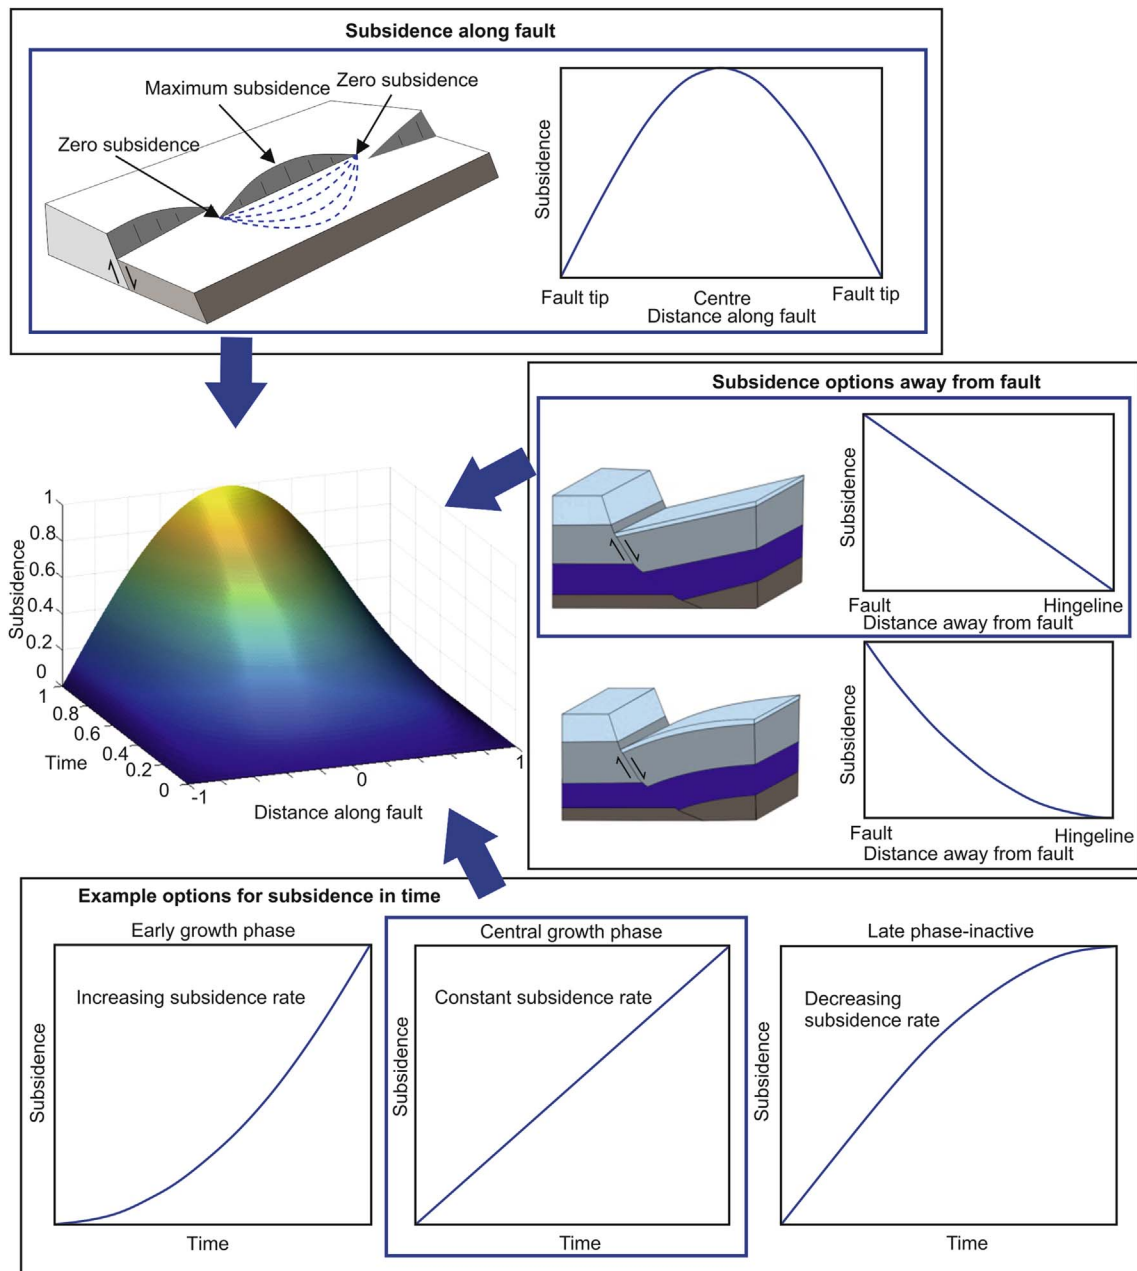 Subsidence along fault
Maximum subsidence
Zero subsidence
Zero subsidence
Subsidence
Fault tip
Centre
Fault tip
Distance along fault
Subsidence options away from fault
Subsidence
Fault
Hingeline
Distance away from fault
Subsidence
Fault
Hingeline
Distance away from fault
Subsidence
1
0.8
0.6
0.4
0.2
0
1
0.8
0.6
0.4
0.2
0
Time
-1
0
1
Distance along fault
Example options for subsidence in time
Early growth phase
Increasing subsidence rate
Subsidence
Time
Central growth phase
Constant subsidence rate
Subsidence
Time
Late phase-inactive
Decreasing
subsidence rate
Subsidence
Time